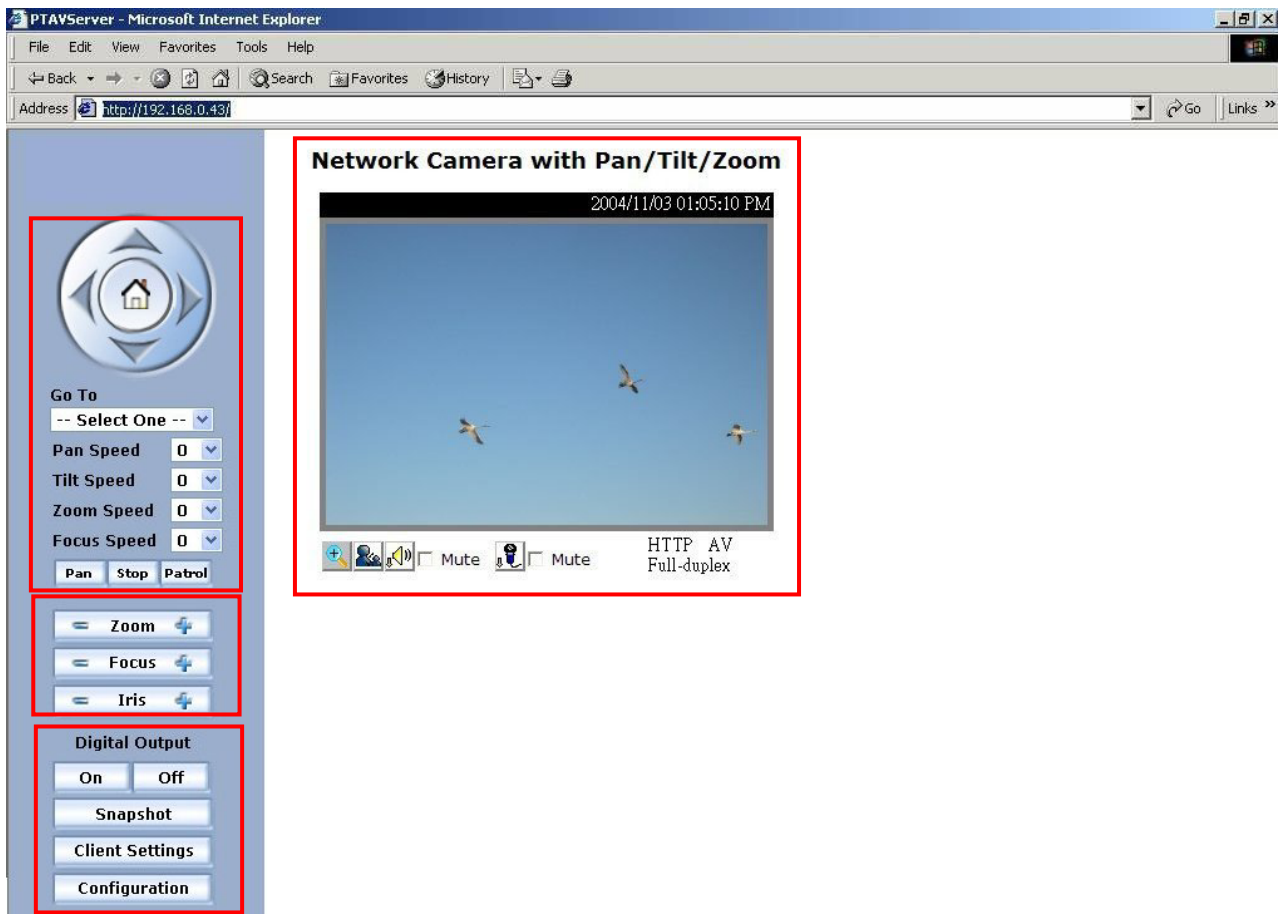 PTAVServer - Microsoft Internet Explorer
File Edit View Favorites Tools Help
Back Search Favorites History
Address http://192.168.0.43/ Go Links »
Network Camera with Pan/Tilt/Zoom
2004/11/03 01:05:10 PM
Go To
-- Select One --
Pan Speed 0
Tilt Speed 0
Zoom Speed 0
Focus Speed 0
Pan Stop Patrol
Mute Mute HTTP AV
Full-duplex
Zoom
Focus
Iris
Digital Output
On Off
Snapshot
Client Settings
Configuration